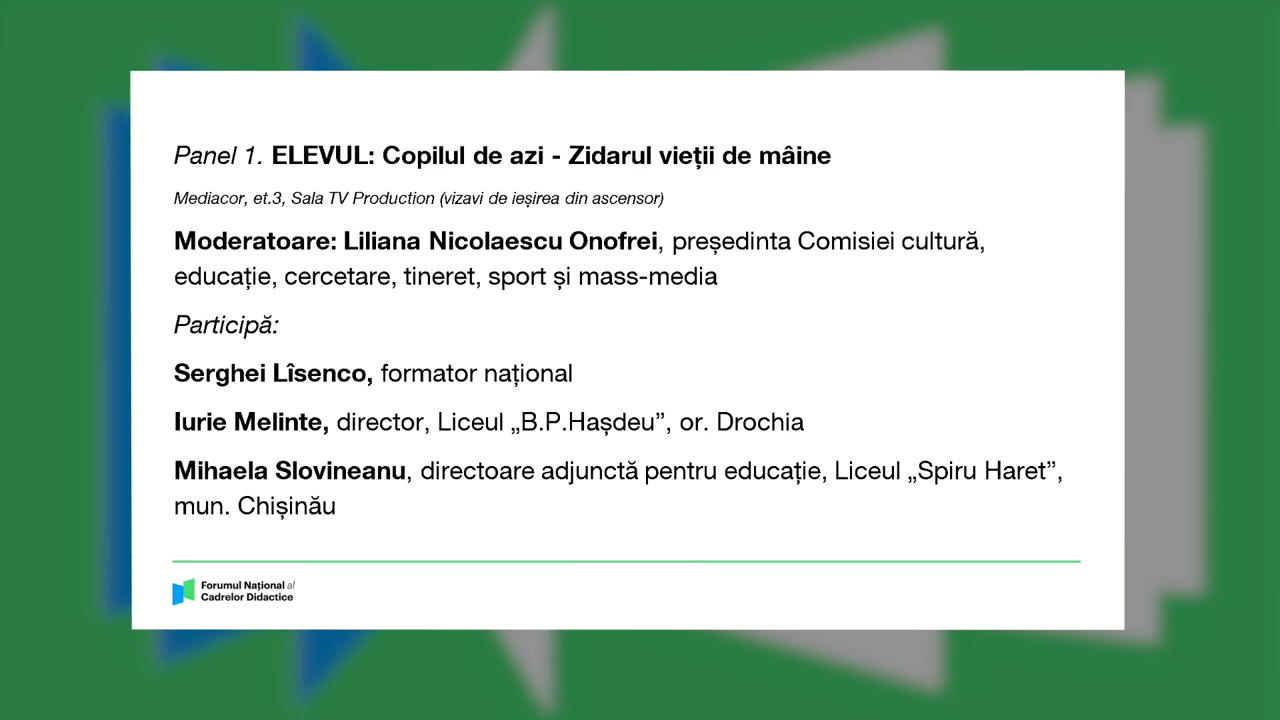 Panel 1. ELEVUL: Copilul de azi - Zidarul vieții de mâine
Mediacor, et.3, Sala TV Production (vizavi de ieșirea din ascensor)
Moderatoare: Liliana Nicolaescu Onofrei, președinta Comisiei cultură,
educație, cercetare, tineret, sport și mass-media
Participă:
Serghei Lîsenco, formator național
Iurie Melinte, director, Liceul „B.P.Hașdeu”, or. Drochia
Mihaela Slovineanu, directoare adjunctă pentru educație, Liceul „Spiru Haret”,
mun. Chișinău
Forumul Național al
Cadrelor Didactice